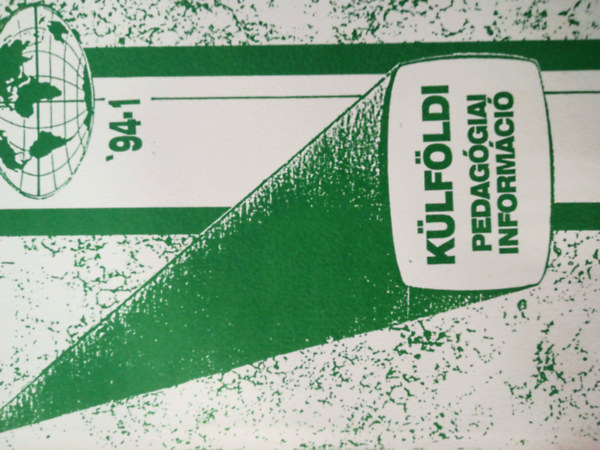 '94-1
KÜLFÖLDI
PEDAGÓGIAI
INFORMÁCIÓ